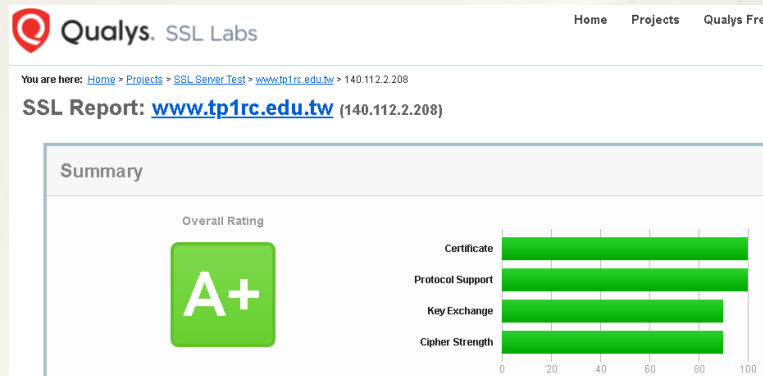 Qualys. SSL Labs
Home Projects Qualys Fre
You are here: Home > Projects > SSL Server Test > www.tp1rc.edu.tw > 140.112.2.208
SSL Report: www.tp1rc.edu.tw (140.112.2.208)
Summary
Overall Rating
A+
Certificate
Protocol Support
Key Exchange
Cipher Strength
0 20 40 60 80 100